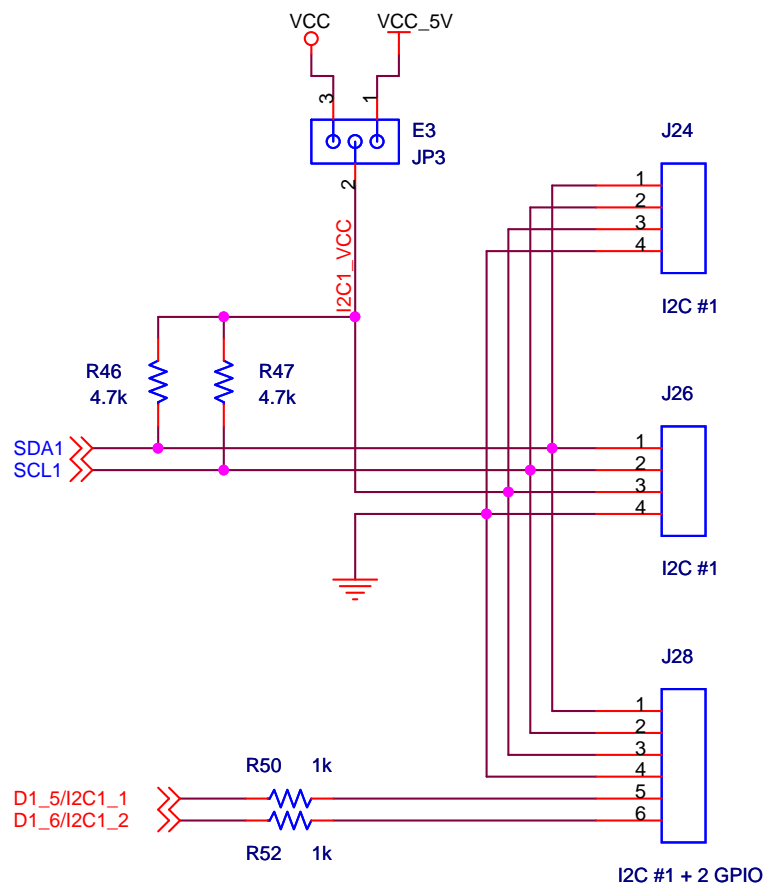 VCC VCC_5V
3 1
E3
JP3
2
I2C1_VCC
J24
1
2
3
4
I2C #1
R46
4.7k
R47
4.7k
J26
SDA1
SCL1
1
2
3
4
I2C #1
J28
1
2
3
4
5
6
R50 1k
D1_5/I2C1_1
D1_6/I2C1_2
R52 1k
I2C #1 + 2 GPIO